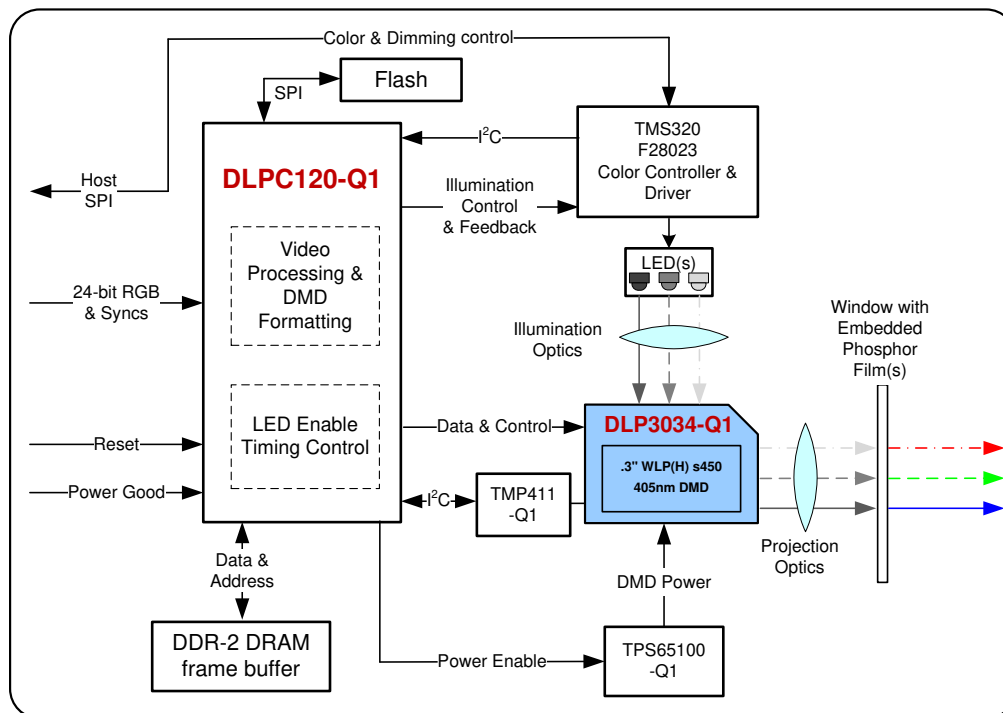 Color & Dimming control
Flash
SPI
TMS320
F28023
Color Controller &
Driver
I²C
Host
SPI
DLPC120-Q1
Illumination
Control
& Feedback
Video
Processing &
DMD
Formatting
LED(s)
24-bit RGB
& Syncs
Illumination
Optics
Window with
Embedded
Phosphor
Film(s)
LED Enable
Timing Control
Data & Control
DLP3034-Q1
.3" WLP(H) s450
405nm DMD
Reset
Power Good
I²C
TMP411
-Q1
Projection
Optics
Data &
Address
DMD Power
DDR-2 DRAM
frame buffer
Power Enable
TPS65100
-Q1